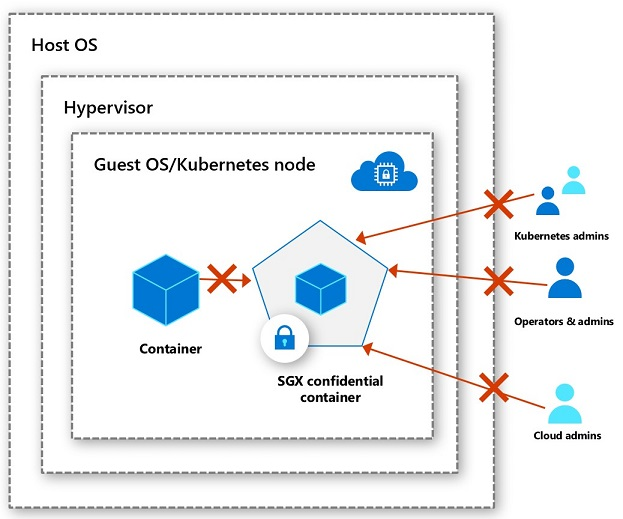 Host OS
Hypervisor
Guest OS/Kubernetes node
Kubernetes admins
Operators & admins
Container
SGX confidential
container
Cloud admins